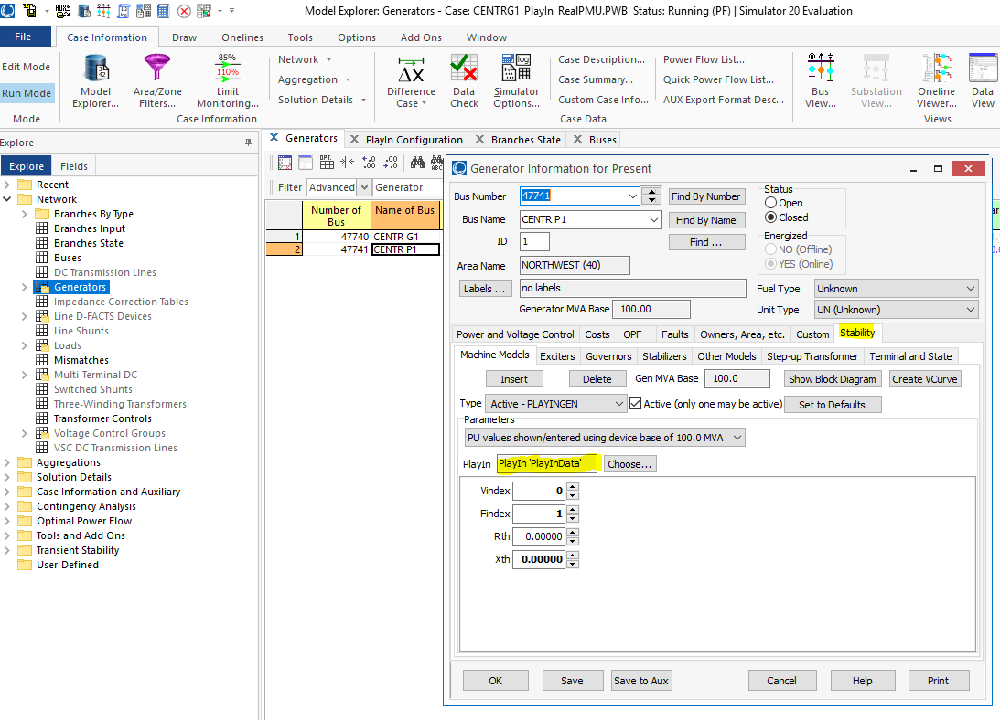 Model Explorer: Generators - Case: CENTRG1_PlayIn_RealPMU.PWB Status: Running (PF) | Simulator 20 Evaluation
File Case Information Draw Onelines Tools Options Add Ons Window
Edit Mode
Run Mode
Mode
Model Explorer...
Area/Zone Filters...
85%
110%
Limit Monitoring...
Network
Aggregation
Solution Details
Case Information
Difference Case
Data Check
Simulator Options...
Case Description...
Case Summary...
Custom Case Info...
Power Flow List...
Quick Power Flow List...
AUX Export Format Desc...
Case Data
Bus View...
Substation View...
Oneline Viewer...
Data View
Views
Explore
Explore Fields
Recent
Network
Branches By Type
Branches Input
Branches State
Buses
DC Transmission Lines
Generators
Impedance Correction Tables
Line D-FACTS Devices
Line Shunts
Loads
Mismatches
Multi-Terminal DC
Switched Shunts
Three-Winding Transformers
Transformer Controls
Voltage Control Groups
VSC DC Transmission Lines
Aggregations
Solution Details
Case Information and Auxiliary
Contingency Analysis
Optimal Power Flow
Tools and Add Ons
Transient Stability
User-Defined
Generators PlayIn Configuration Branches State Buses
Filter Advanced Generator
Number of Bus Name of Bus
1 47740 CENTR G1
2 47741 CENTR P1
Generator Information for Present
Bus Number 47741 Find By Number
Bus Name CENTR P1 Find By Name
ID 1 Find ...
Area Name NORTHWEST (40)
Labels ... no labels
Generator MVA Base 100.00
Status
Open
Closed
Energized
NO (Offline)
YES (Online)
Fuel Type Unknown
Unit Type UN (Unknown)
Power and Voltage Control Costs OPF Faults Owners, Area, etc. Custom Stability
Machine Models Exciters Governors Stabilizers Other Models Step-up Transformer Terminal and State
Insert Delete Gen MVA Base 100.0 Show Block Diagram Create VCurve
Type Active - PLAYINGEN Active (only one may be active) Set to Defaults
Parameters
PU values shown/entered using device base of 100.0 MVA
PlayIn PlayIn 'PlayInData' Choose...
Vindex 0
Findex 1
Rth 0.00000
Xth 0.00000
OK Save Save to Aux Cancel Help Print